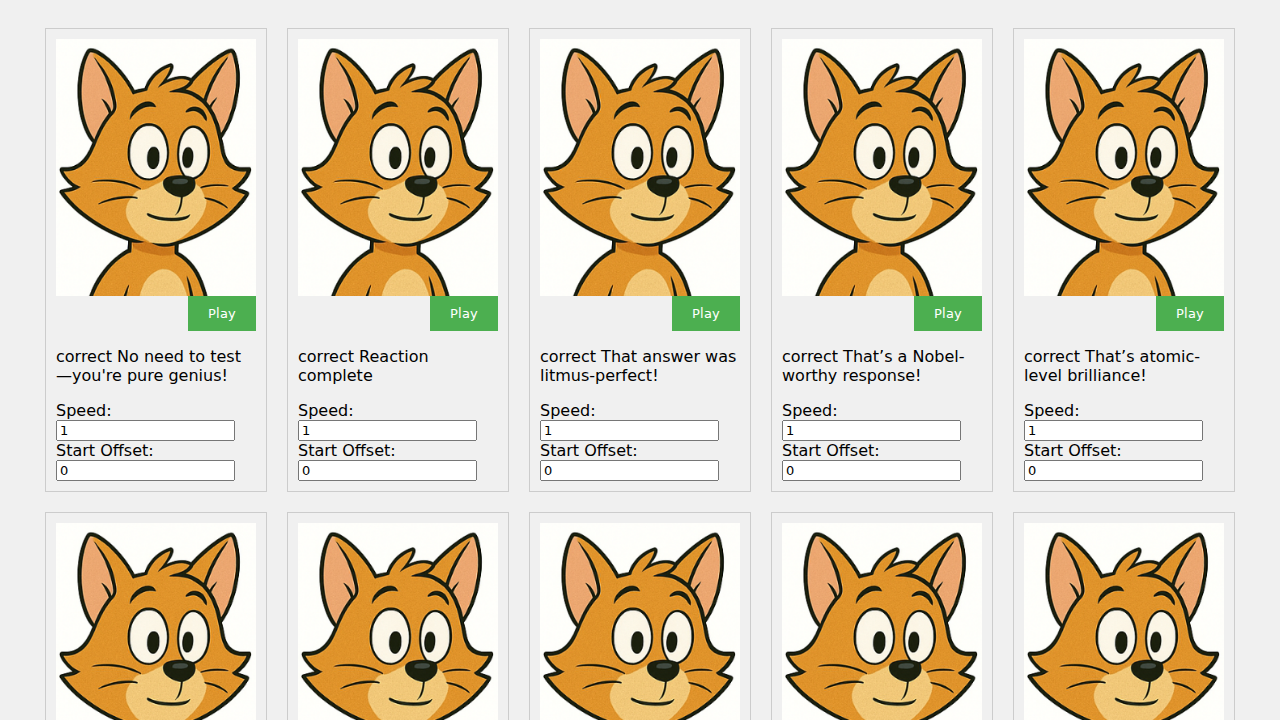 Play
correct No need to test
—you're pure genius!
Speed:
1
Start Offset:
0
Play
correct Reaction
complete
Speed:
1
Start Offset:
0
Play
correct That answer was
litmus-perfect!
Speed:
1
Start Offset:
0
Play
correct That’s a Nobel-
worthy response!
Speed:
1
Start Offset:
0
Play
correct That’s atomic-
level brilliance!
Speed:
1
Start Offset:
0